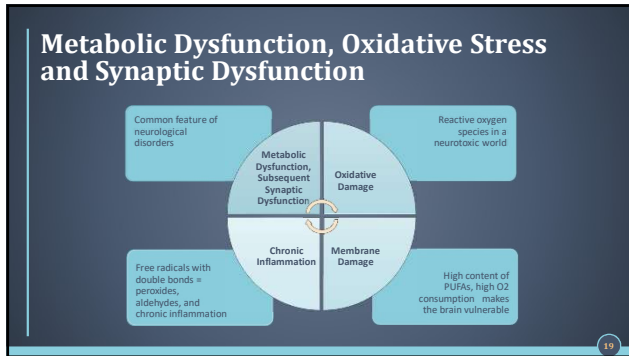 Metabolic Dysfunction, Oxidative Stress
and Synaptic Dysfunction
Common feature of
neurological
disorders
Reactive oxygen
species in a
neurotoxic world
Metabolic
Dysfunction,
Subsequent
Synaptic
Dysfunction
Oxidative
Damage
Chronic
Inflammation
Membrane
Damage
Free radicals with
double bonds =
peroxides,
aldehydes, and
chronic inflammation
High content of
PUFAs, high O2
consumption makes
the brain vulnerable
19